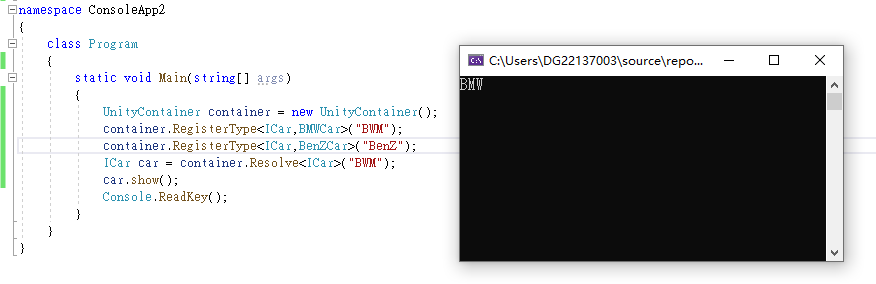 namespace ConsoleApp2
{
class Program
{
static void Main(string[] args)
{
UnityContainer container = new UnityContainer();
container.RegisterType<ICar,BMWCar>("BWM");
container.RegisterType<ICar,BenZCar>("BenZ");
ICar car = container.Resolve<ICar>("BWM");
car.show();
Console.ReadKey();
}
}
}
C:\Users\DG22137003\source\repo...
BMW